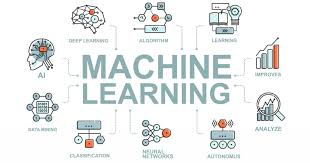 DEEP LEARNING
ALGORITHM
LEARNING
AI
MACHINE
LEARNING
IMPROVES
DATA MINING
ANALYZE
CLASSIFICATION
NEURAL
NETWORKS
AUTONOMUS